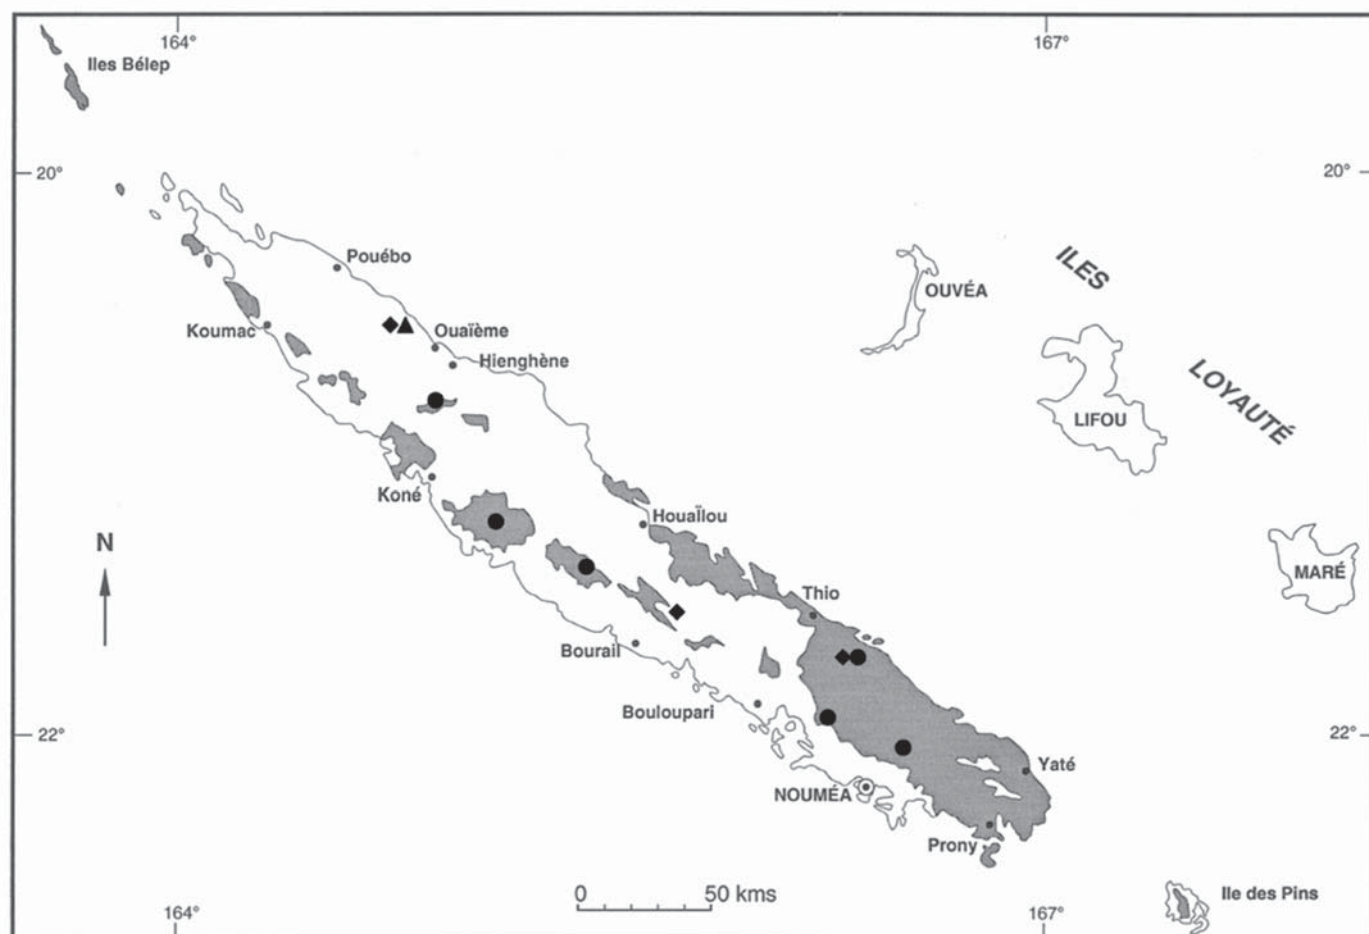 164°
167°
Iles Bélep
20°
20°
Pouébo
ILES
OUVÉA
Koumac
Ouaïème
Hienghène
LOYAUTÉ
LIFOU
Koné
Houaïlou
N
MARÉ
Thio
Bourail
Bouloupari
22°
22°
Yaté
NOUMÉA
Prony
0 50 kms
Ile des Pins
164°
167°